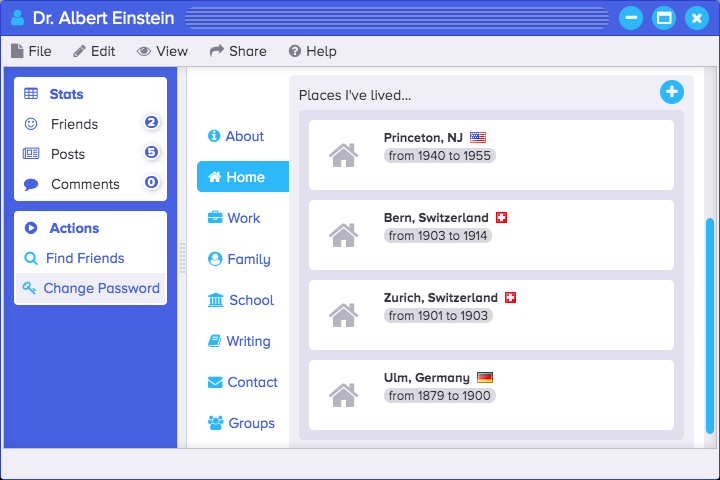 Dr. Albert Einstein
File Edit View Share Help
Stats
Friends 2
Posts 5
Comments 0
Actions
Find Friends
Change Password
About
Home
Work
Family
School
Writing
Contact
Groups
Places I've lived...
Princeton, NJ
from 1940 to 1955
Bern, Switzerland
from 1903 to 1914
Zurich, Switzerland
from 1901 to 1903
Ulm, Germany
from 1879 to 1900